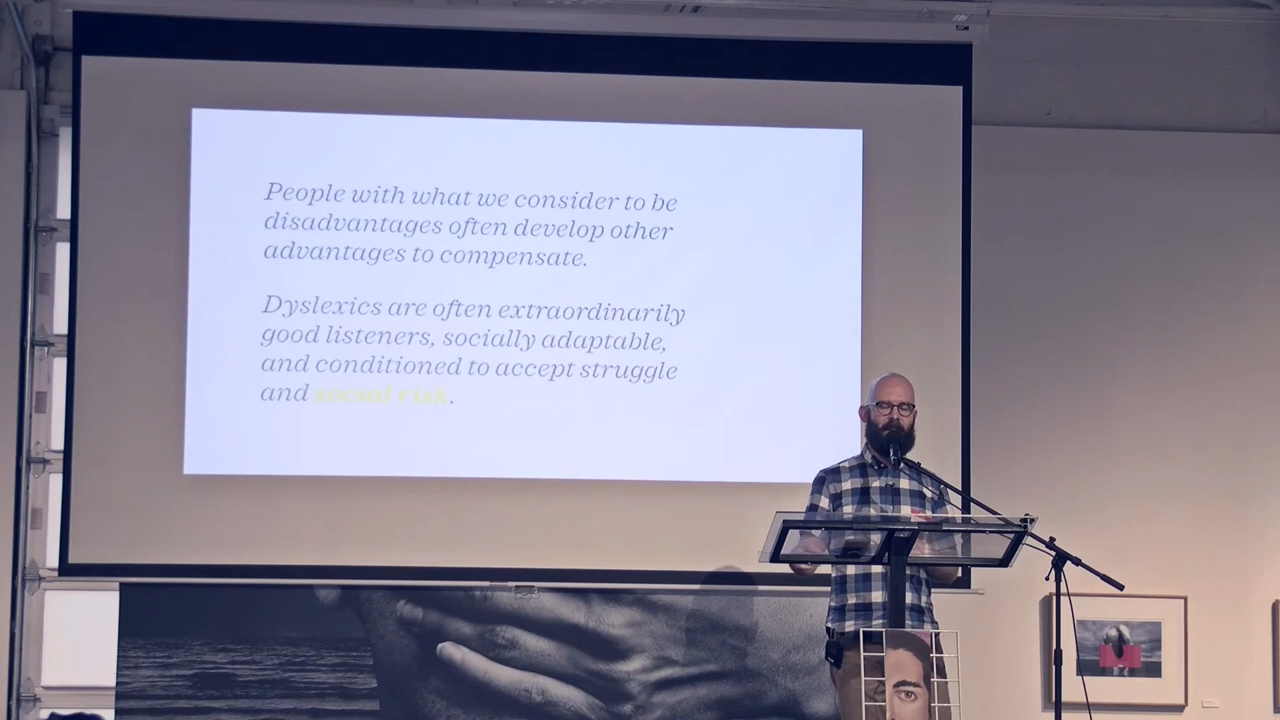 People with what we consider to be
disadvantages often develop other
advantages to compensate.
Dyslexics are often extraordinarily
good listeners, socially adaptable,
and conditioned to accept struggle
and social risk.